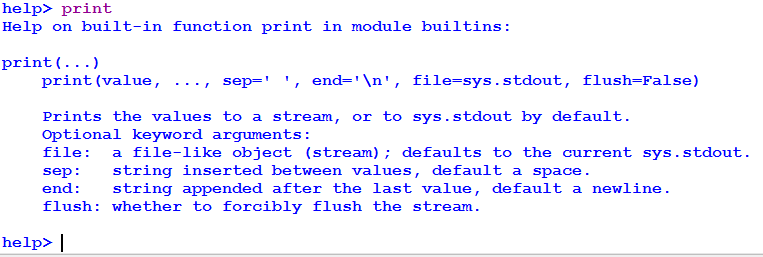 help> print
Help on built-in function print in module builtins:
print(...)
print(value, ..., sep=' ', end='\n', file=sys.stdout, flush=False)
Prints the values to a stream, or to sys.stdout by default.
Optional keyword arguments:
file:  a file-like object (stream); defaults to the current sys.stdout.
sep:   string inserted between values, default a space.
end:   string appended after the last value, default a newline.
flush: whether to forcibly flush the stream.
help>